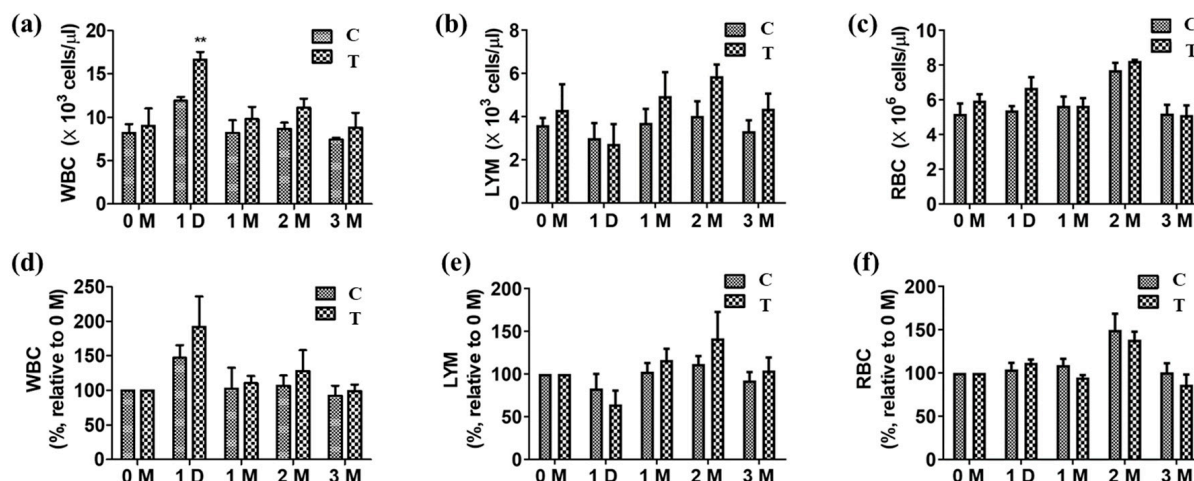 (a)
WBC (X 10³ cells/µl)
20
15
10
5
0
**
C
T
0 M 1 D 1 M 2 M 3 M
(b)
LYM (X 10³ cells/µl)
8
6
4
2
0
C
T
0 M 1 D 1 M 2 M 3 M
(c)
RBC (X 10⁶ cells/µl)
10
8
6
4
2
0
C
T
0 M 1 D 1 M 2 M 3 M
(d)
WBC
(%, relative to 0 M)
250
200
150
100
50
0
C
T
0 M 1 D 1 M 2 M 3 M
(e)
LYM
(%, relative to 0 M)
200
150
100
50
0
C
T
0 M 1 D 1 M 2 M 3 M
(f)
RBC
(%, relative to 0 M)
200
150
100
50
0
C
T
0 M 1 D 1 M 2 M 3 M